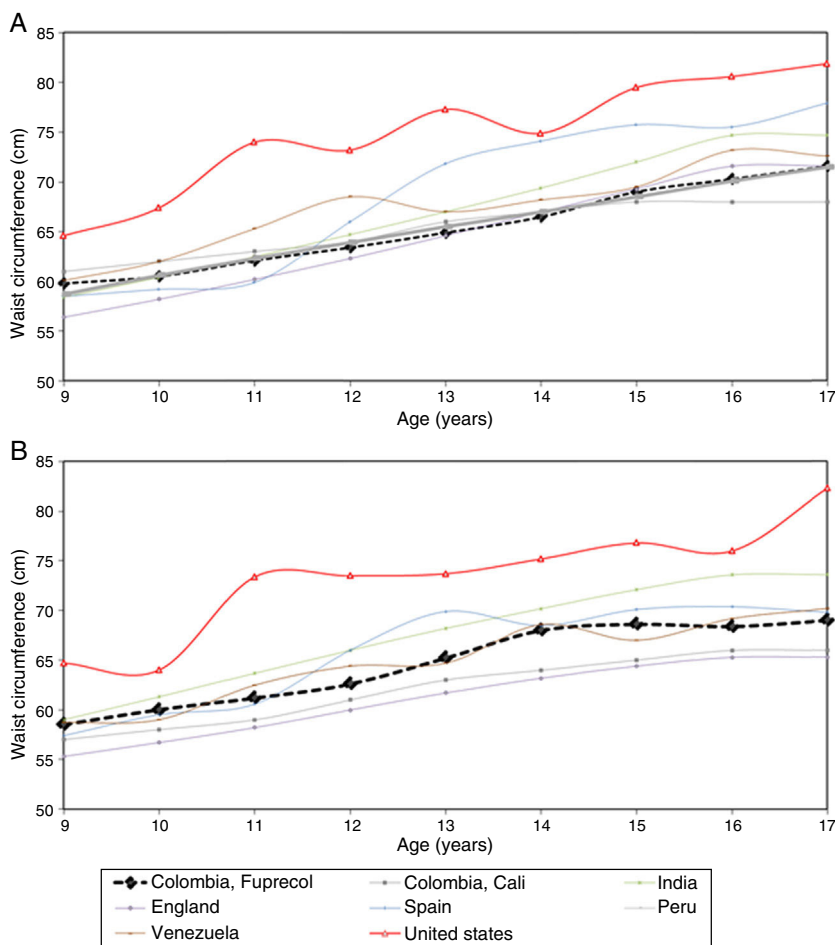 A
85
80
75
70
65
60
55
50
Waist circumference (cm)
9 10 11 12 13 14 15 16 17
Age (years)
B
85
80
75
70
65
60
55
50
Waist circumference (cm)
9 10 11 12 13 14 15 16 17
Age (years)
Colombia, Fuprecol Colombia, Cali India
England Spain Peru
Venezuela United states